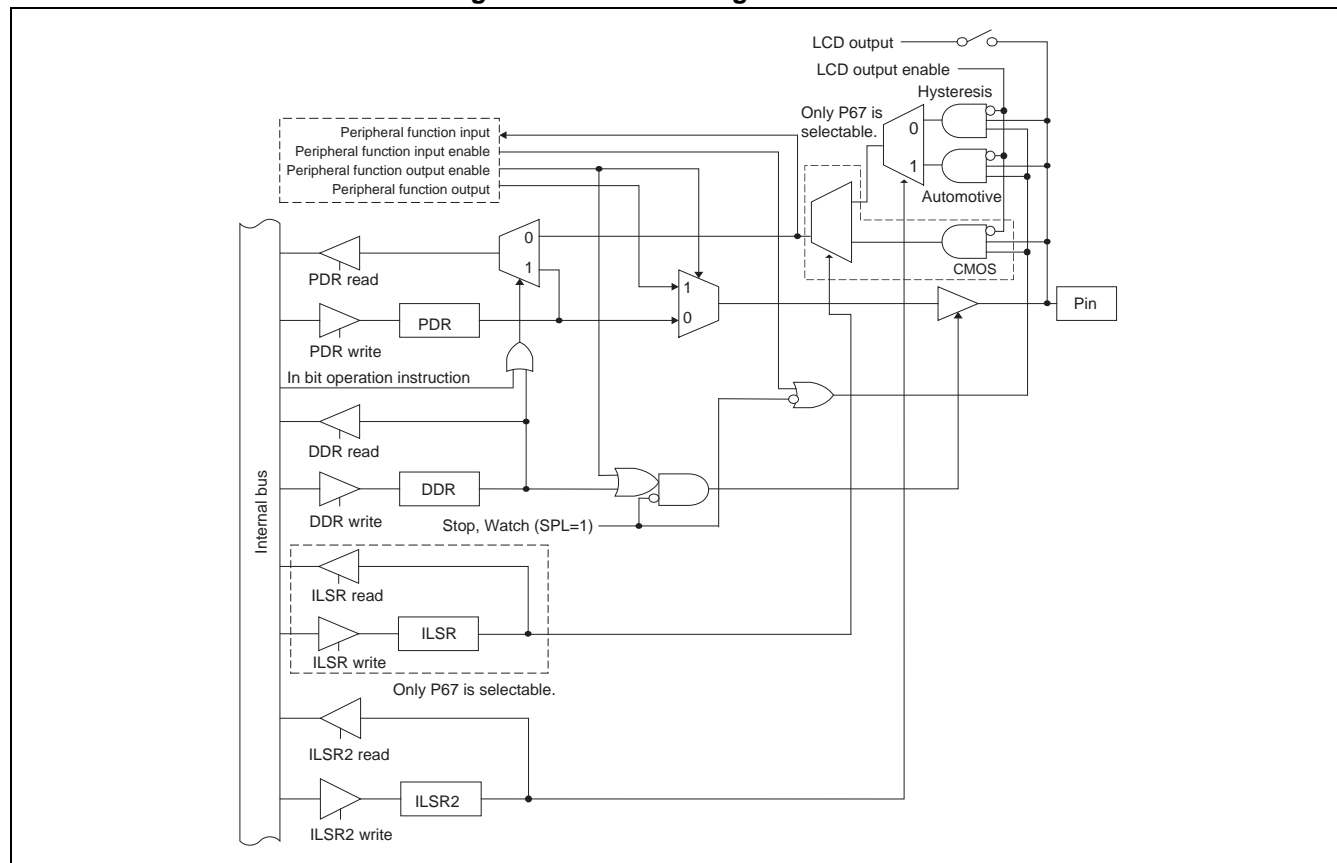 LCD output
LCD output enable
Hysteresis
Only P67 is
selectable.
0
1
Automotive
CMOS
Peripheral function input
Peripheral function input enable
Peripheral function output enable
Peripheral function output
0
1
PDR read
1
0
Pin
PDR
PDR write
In bit operation instruction
DDR read
DDR
DDR write
Stop, Watch (SPL=1)
Internal bus
ILSR read
ILSR
ILSR write
Only P67 is selectable.
ILSR2 read
ILSR2
ILSR2 write